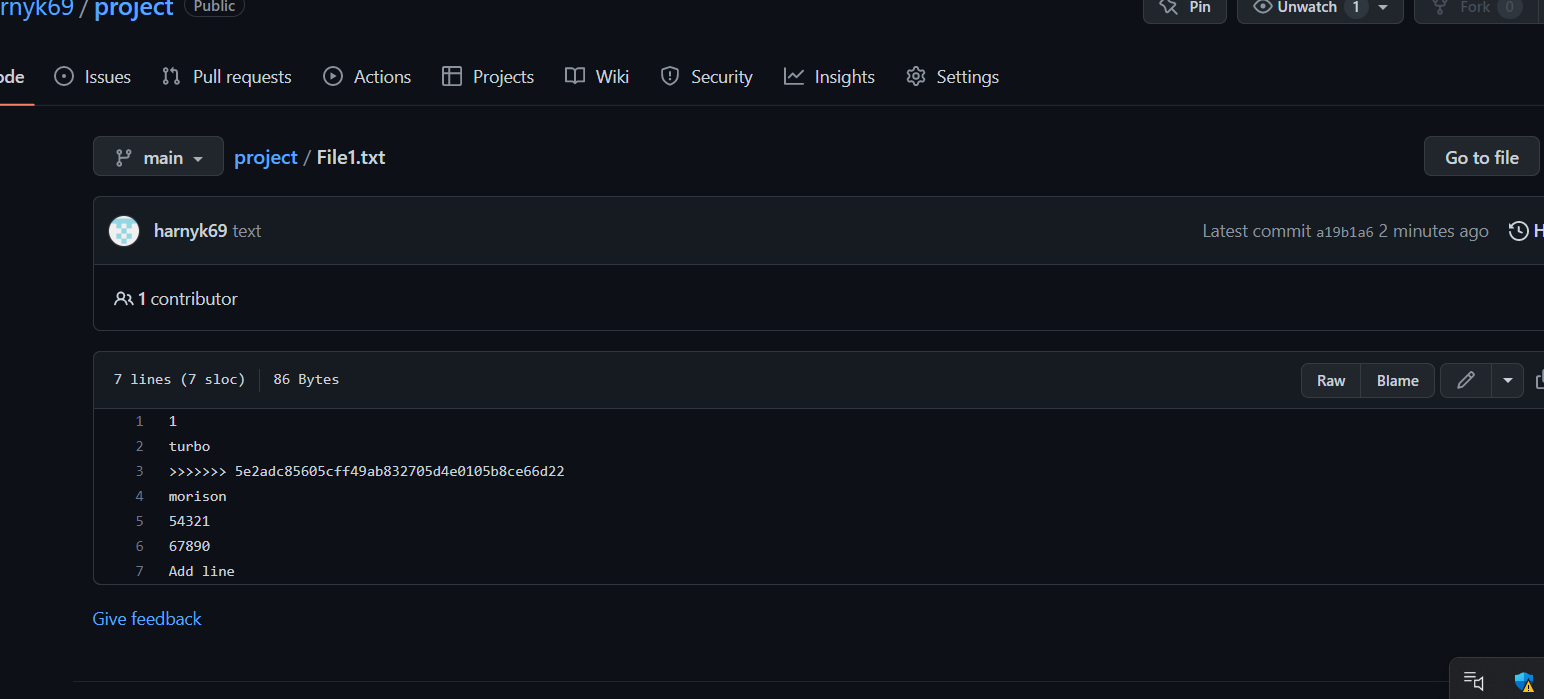 rnyk69 / project Public
Pin
Unwatch 1
Fork 0
ode
Issues
Pull requests
Actions
Projects
Wiki
Security
Insights
Settings
main
project / File1.txt
Go to file
harnyk69 text
Latest commit a19b1a6 2 minutes ago
H
1 contributor
7 lines (7 sloc)
86 Bytes
Raw
Blame
1 1
2 turbo
3 >>>>>>> 5e2adc85605cff49ab832705d4e0105b8ce66d22
4 morison
5 54321
6 67890
7 Add line
Give feedback